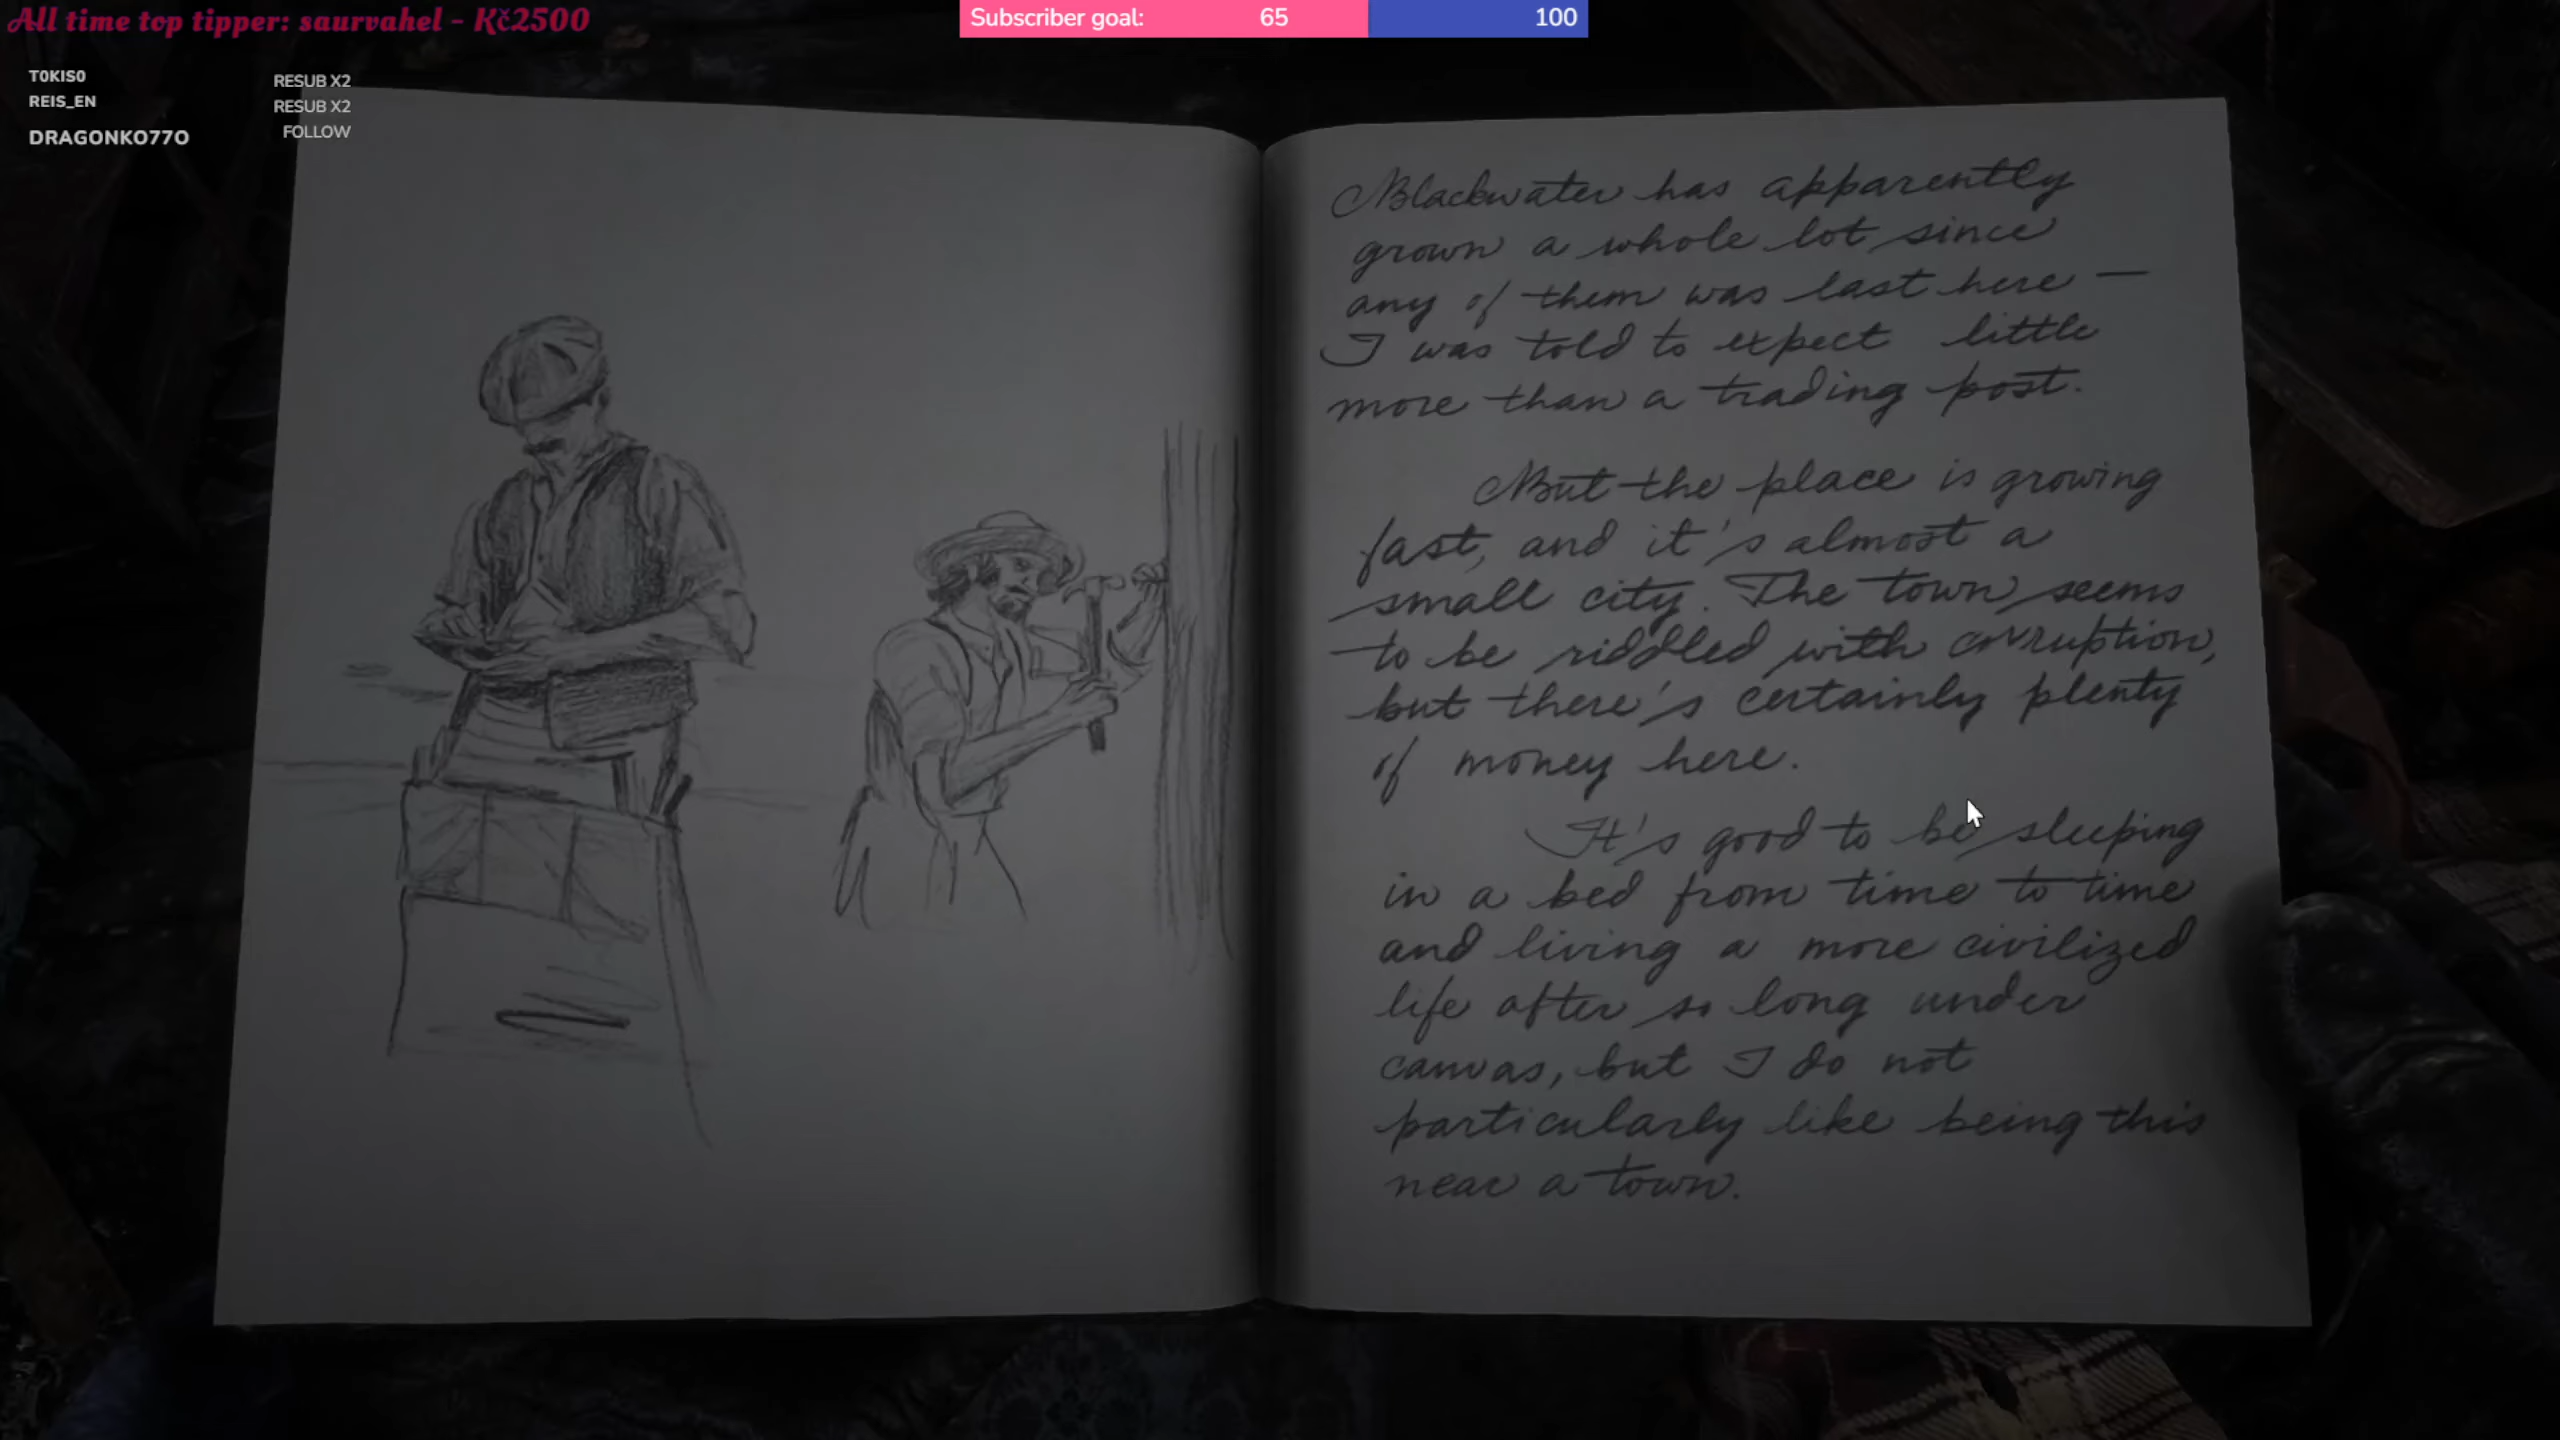 All time top tipper: saurvahel - Kč2500
Subscriber goal: 65 100
T0KIS0 RESUB X2
REIS_EN RESUB X2
DRAGONKO77O FOLLOW
Blackwater has apparently
grown a whole lot since
any of them was last here —
I was told to expect little
more than a trading post.
But the place is growing
fast, and it's almost a
small city. The town seems
to be riddled with corruption,
but there's certainly plenty
of money here.
It's good to be sleeping
in a bed from time to time
and living a more civilized
life after so long under
canvas, but I do not
particularly like being this
near a town.